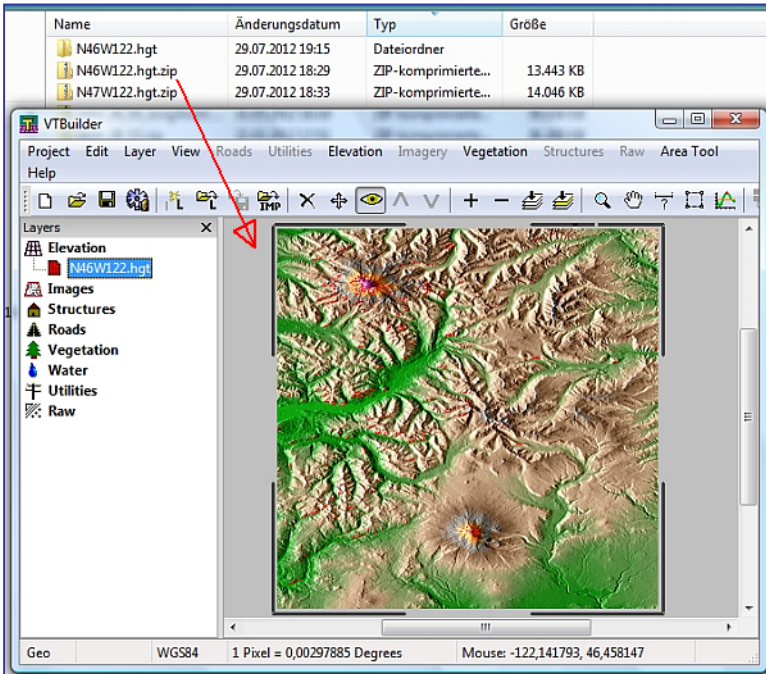 Name Änderungsdatum Typ Größe
N46W122.hgt 29.07.2012 19:15 Dateiordner
N46W122.hgt.zip 29.07.2012 18:29 ZIP-komprimierte... 13.443 KB
N47W122.hgt.zip 29.07.2012 18:33 ZIP-komprimierte... 14.046 KB
VTBuilder
Project Edit Layer View Roads Utilities Elevation Imagery Vegetation Structures Raw Area Tool
Help
L L IMP
Layers
Elevation
N46W122.hgt
Images
Structures
Roads
Vegetation
Water
Utilities
Raw
Geo WGS84 1 Pixel = 0,00297885 Degrees Mouse: -122,141793, 46,458147